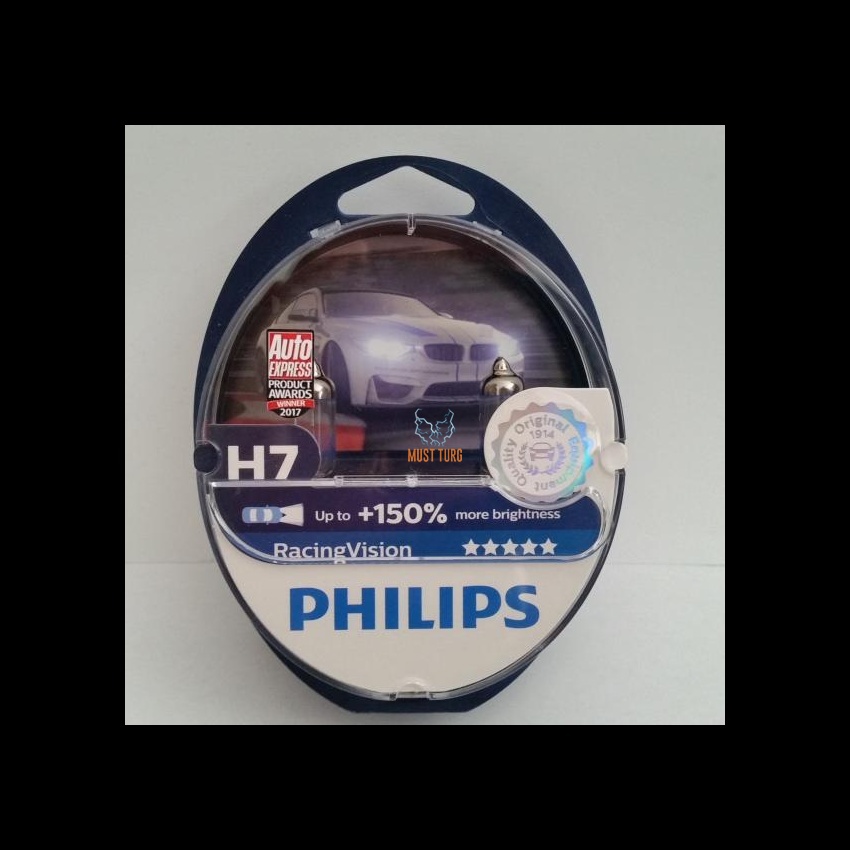 Auto
EXPRESS
PRODUCT
AWARDS
WINNER
2017
MUST TURG
H7
Quality Original Equipment
1914
Up to +150% more brightness
RacingVision
PHILIPS